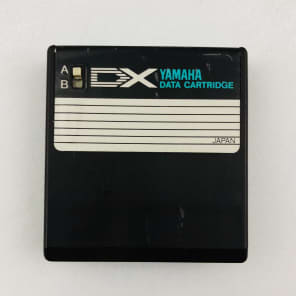 A
B
DX YAMAHA
DATA CARTRIDGE
JAPAN